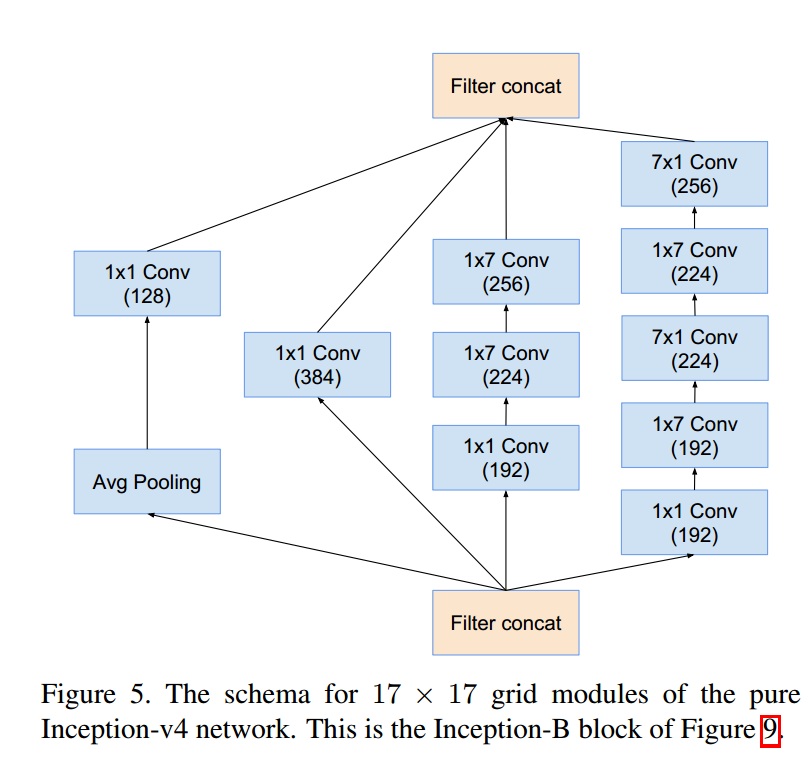 Filter concat
7x1 Conv
(256)
1x7 Conv
(224)
1x1 Conv
(128)
1x7 Conv
(256)
7x1 Conv
(224)
1x1 Conv
(384)
1x7 Conv
(224)
1x7 Conv
(192)
1x1 Conv
(192)
Avg Pooling
1x1 Conv
(192)
Filter concat
Figure 5. The schema for 17 × 17 grid modules of the pure
Inception-v4 network. This is the Inception-B block of Figure 9.